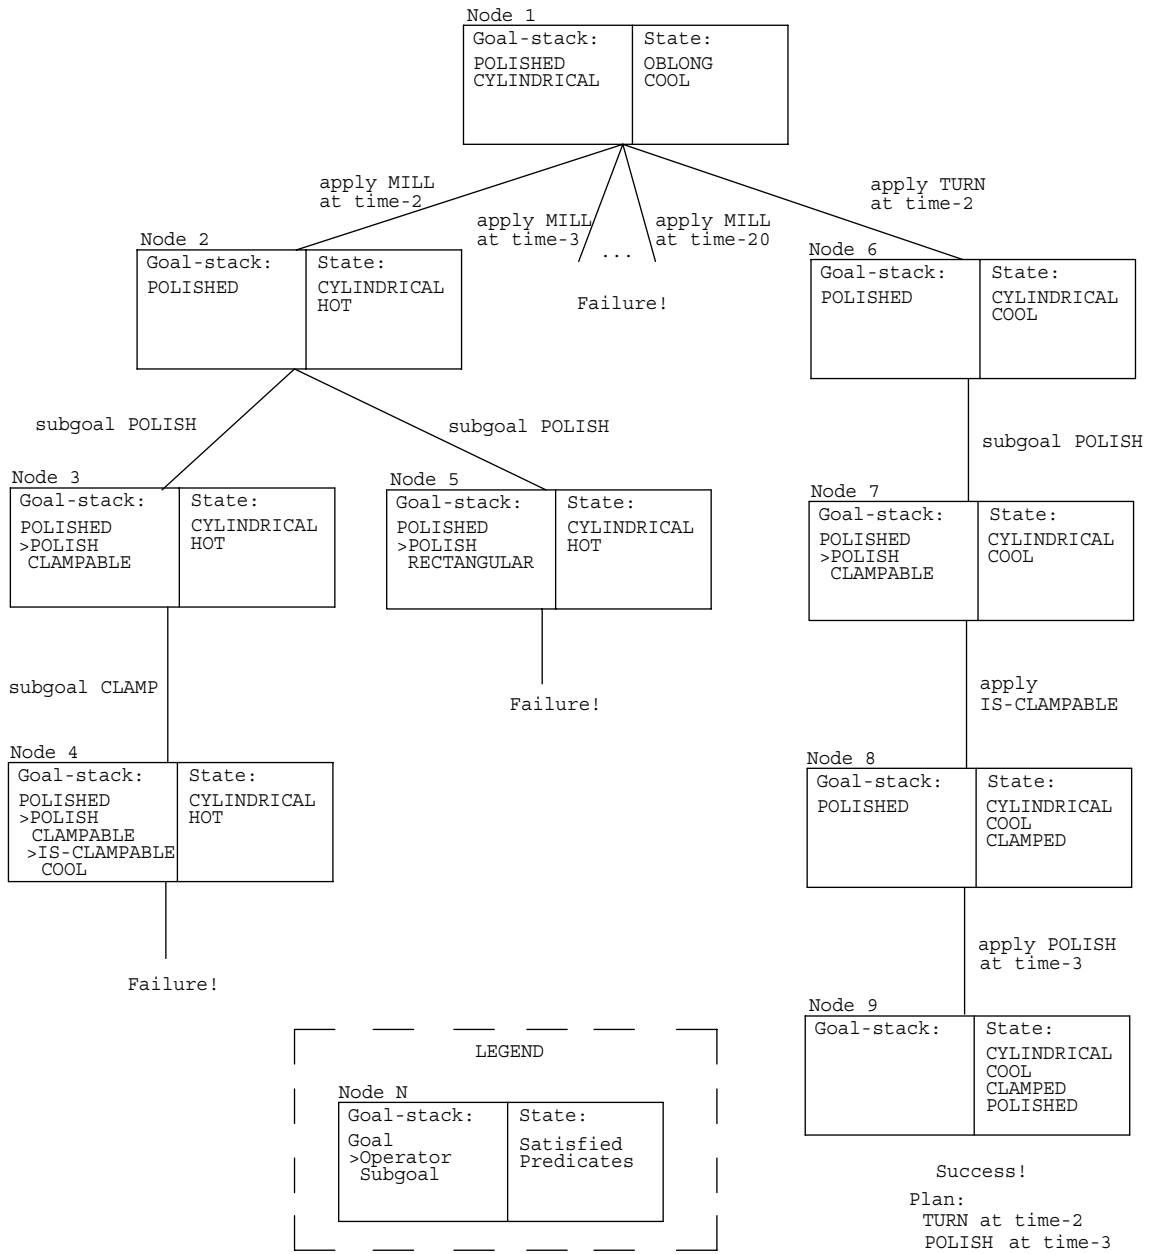 Node 1
Goal-stack: State:
POLISHED OBLONG
CYLINDRICAL COOL
apply MILL
at time-2
apply MILL
at time-3
...
apply MILL
at time-20
apply TURN
at time-2
Failure!
Node 2
Goal-stack: State:
POLISHED CYLINDRICAL
HOT
Node 6
Goal-stack: State:
POLISHED CYLINDRICAL
COOL
subgoal POLISH
subgoal POLISH
subgoal POLISH
Node 3
Goal-stack: State:
POLISHED CYLINDRICAL
>POLISH HOT
CLAMPABLE
Node 5
Goal-stack: State:
POLISHED CYLINDRICAL
>POLISH HOT
RECTANGULAR
Node 7
Goal-stack: State:
POLISHED CYLINDRICAL
>POLISH COOL
CLAMPABLE
subgoal CLAMP
Failure!
apply
IS-CLAMPABLE
Node 4
Goal-stack: State:
POLISHED CYLINDRICAL
>POLISH HOT
CLAMPABLE
>IS-CLAMPABLE
COOL
Node 8
Goal-stack: State:
POLISHED CYLINDRICAL
COOL
CLAMPED
Failure!
apply POLISH
at time-3
Node 9
Goal-stack: State:
CYLINDRICAL
COOL
CLAMPED
POLISHED
LEGEND
Node N
Goal-stack: State:
Goal Satisfied
>Operator Predicates
Subgoal
Success!
Plan:
TURN at time-2
POLISH at time-3